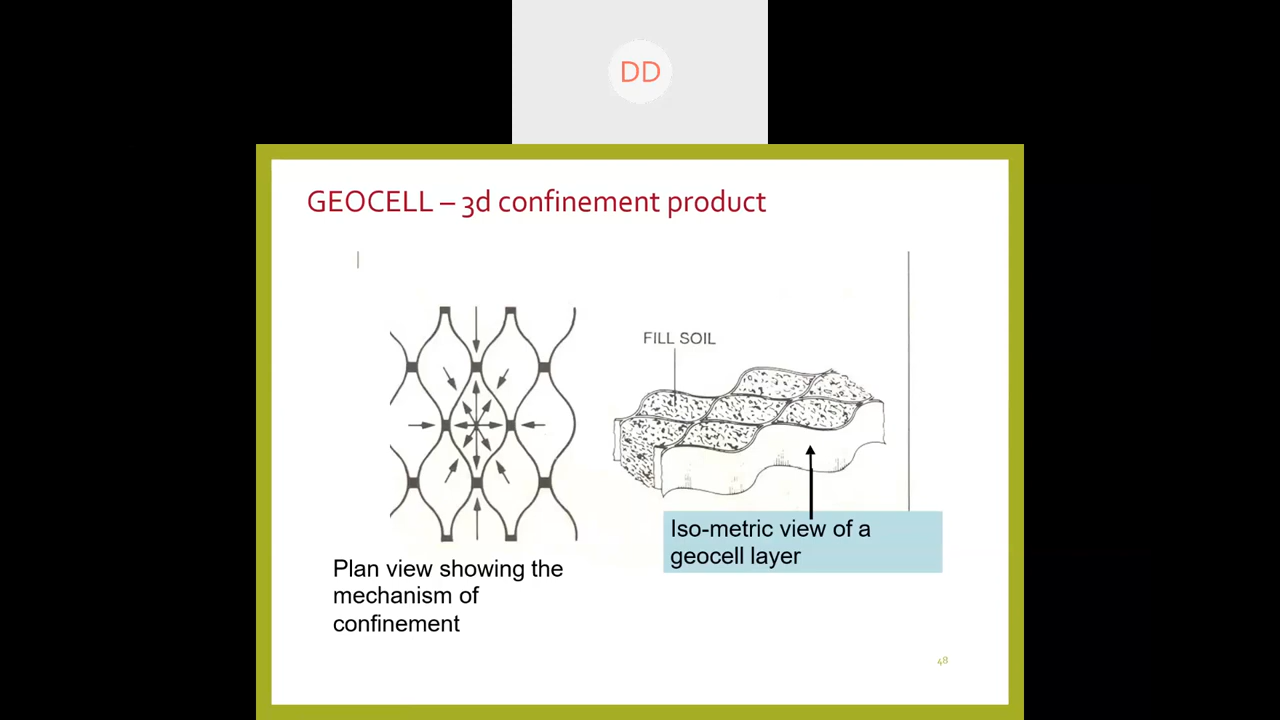 DD
GEOCELL – 3d confinement product
FILL SOIL
Iso-metric view of a
geocell layer
Plan view showing the
mechanism of
confinement
48